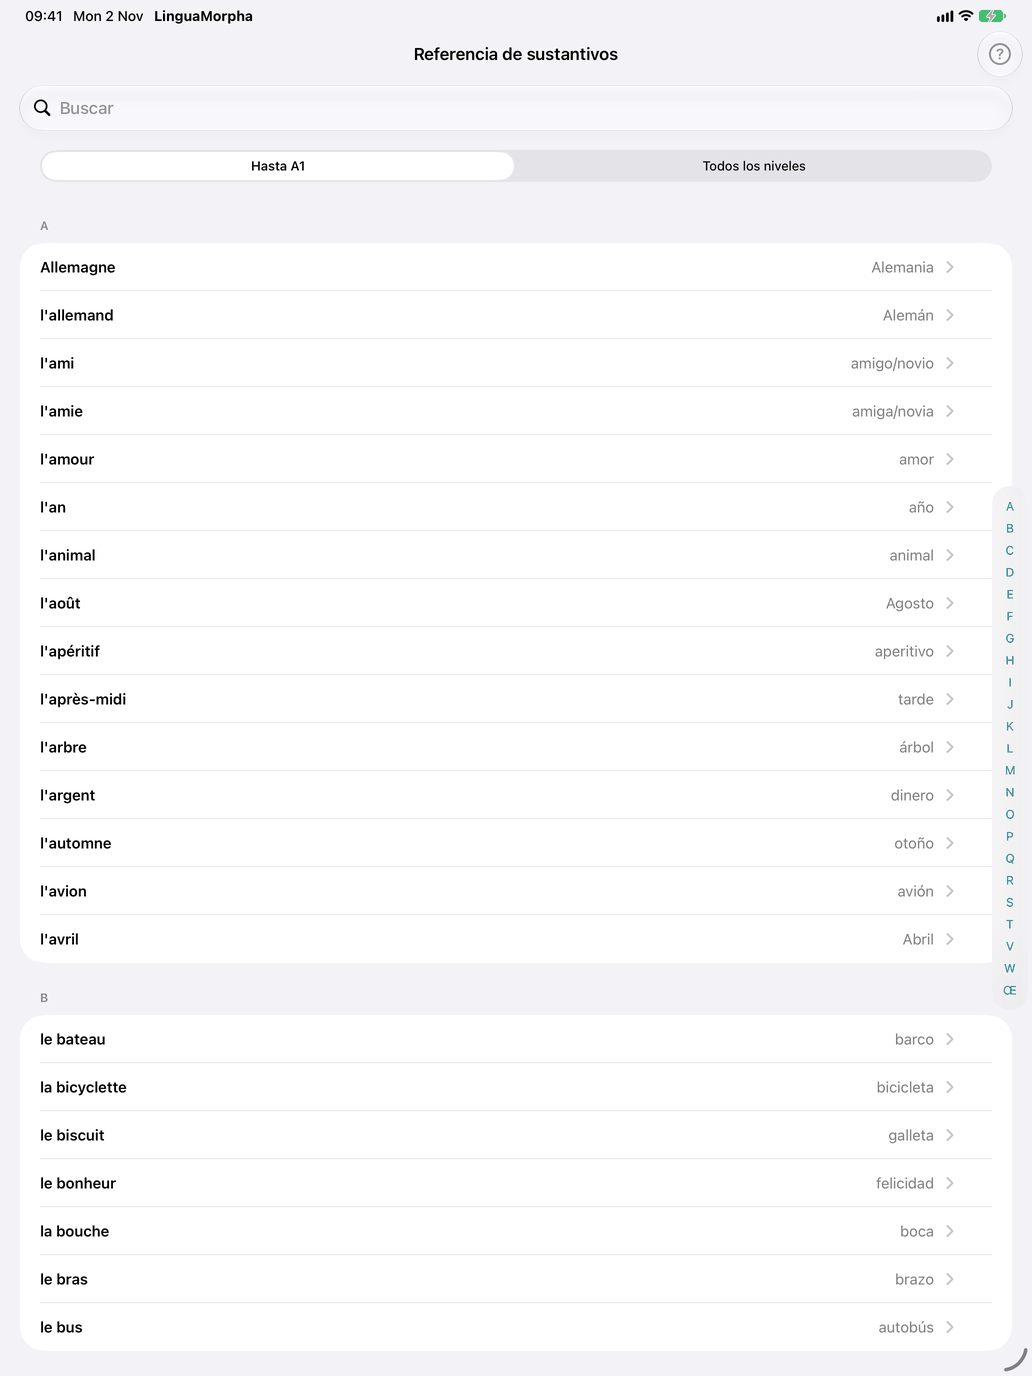 09:41 Mon 2 Nov LinguaMorpha
Referencia de sustantivos
?
Buscar
Hasta A1 Todos los niveles
A
Allemagne Alemania
l'allemand Alemán
l'ami amigo/novio
l'amie amiga/novia
l'amour amor
l'an año
l'animal animal
l'août Agosto
l'apéritif aperitivo
l'après-midi tarde
l'arbre árbol
l'argent dinero
l'automne otoño
l'avion avión
l'avril Abril
B
le bateau barco
la bicyclette bicicleta
le biscuit galleta
le bonheur felicidad
la bouche boca
le bras brazo
le bus autobús
A
B
C
D
E
F
G
H
I
J
K
L
M
N
O
P
Q
R
S
T
V
W
Œ